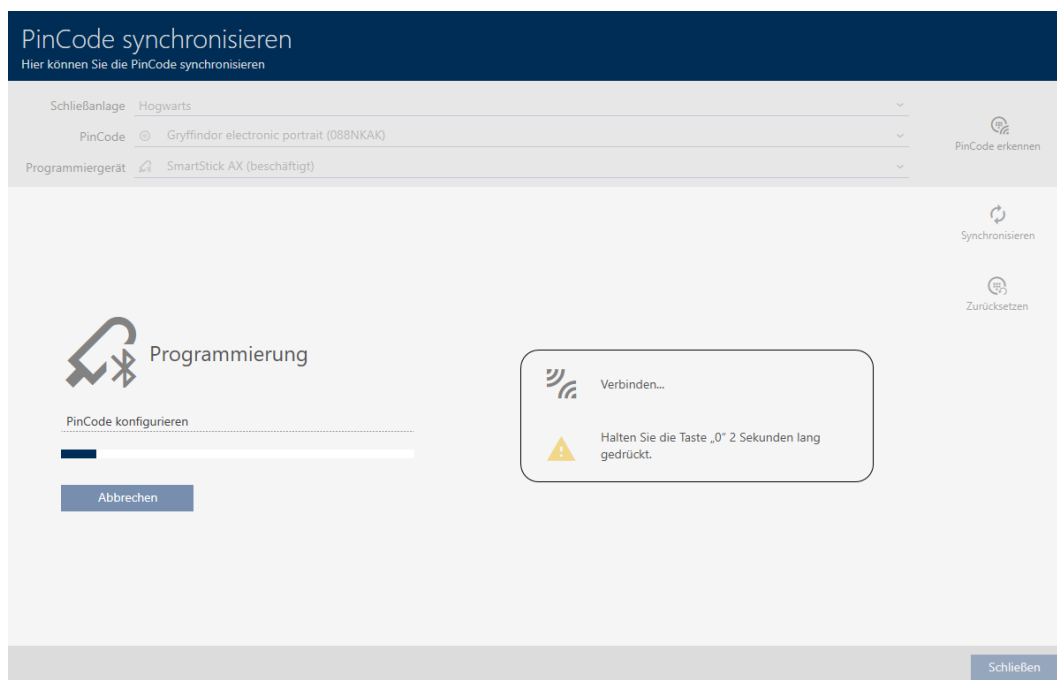 PinCode synchronisieren
Hier können Sie die PinCode synchronisieren
Schließanlage Hogwarts
PinCode Gryffindor electronic portrait (088NKAK)
Programmiergerät SmartStick AX (beschäftigt)
PinCode erkennen
Synchronisieren
Zurücksetzen
Programmierung
PinCode konfigurieren
Abbrechen
Verbinden...
Halten Sie die Taste „0“ 2 Sekunden lang
gedrückt.
Schließen